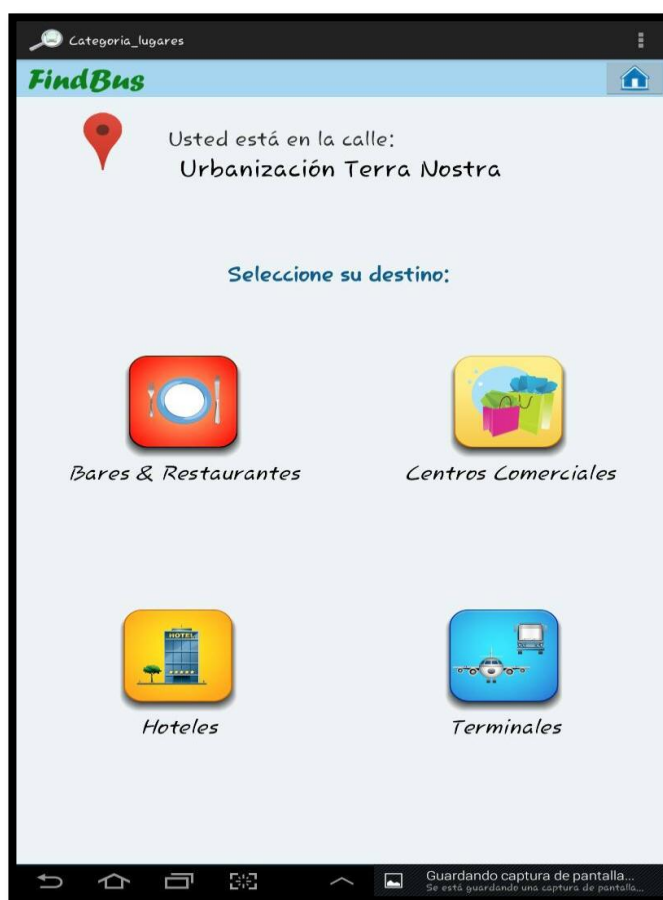 Categoria_lugares
FindBus
Usted está en la calle:
Urbanización Terra Nostra
Seleccione su destino:
Bares & Restaurantes
Centros Comerciales
HOTEL
Hoteles
Terminales
Guardando captura de pantalla...
Se está guardando una captura de pantalla...